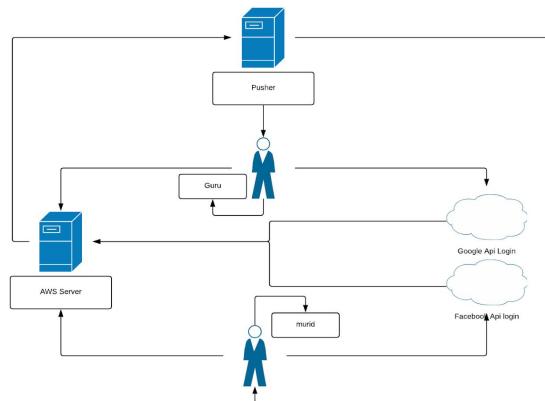 Pusher
Guru
Google Api Login
AWS Server
Facebook Api login
murid